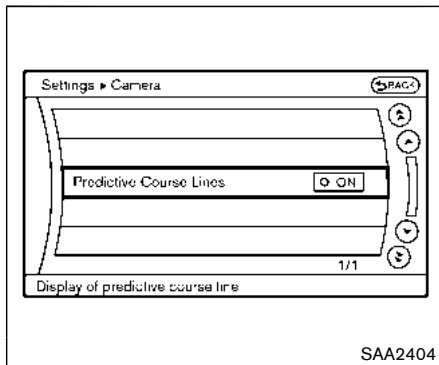 Settings ▸ Camera
BACK
Predictive Course Lines
ON
1/1
Display of predictive course line
SAA2404